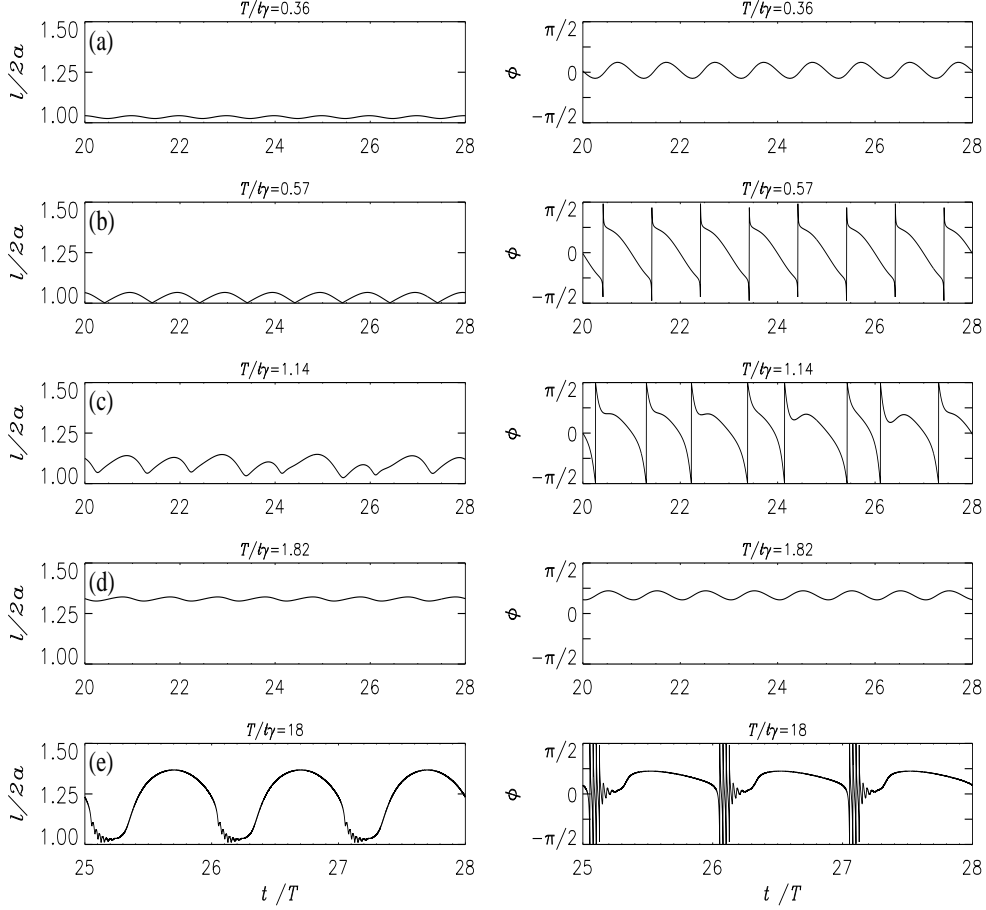 T/tγ=0.36 T/tγ=0.36
(a)
l/2a 1.50 1.25 1.00
ϕ π/2 0 −π/2
20 22 24 26 28 20 22 24 26 28
T/tγ=0.57 T/tγ=0.57
(b)
l/2a 1.50 1.25 1.00
ϕ π/2 0 −π/2
20 22 24 26 28 20 22 24 26 28
T/tγ=1.14 T/tγ=1.14
(c)
l/2a 1.50 1.25 1.00
ϕ π/2 0 −π/2
20 22 24 26 28 20 22 24 26 28
T/tγ=1.82 T/tγ=1.82
(d)
l/2a 1.50 1.25 1.00
ϕ π/2 0 −π/2
20 22 24 26 28 20 22 24 26 28
T/tγ=18 T/tγ=18
(e)
l/2a 1.50 1.25 1.00
ϕ π/2 0 −π/2
25 26 27 28 25 26 27 28
t/T t/T